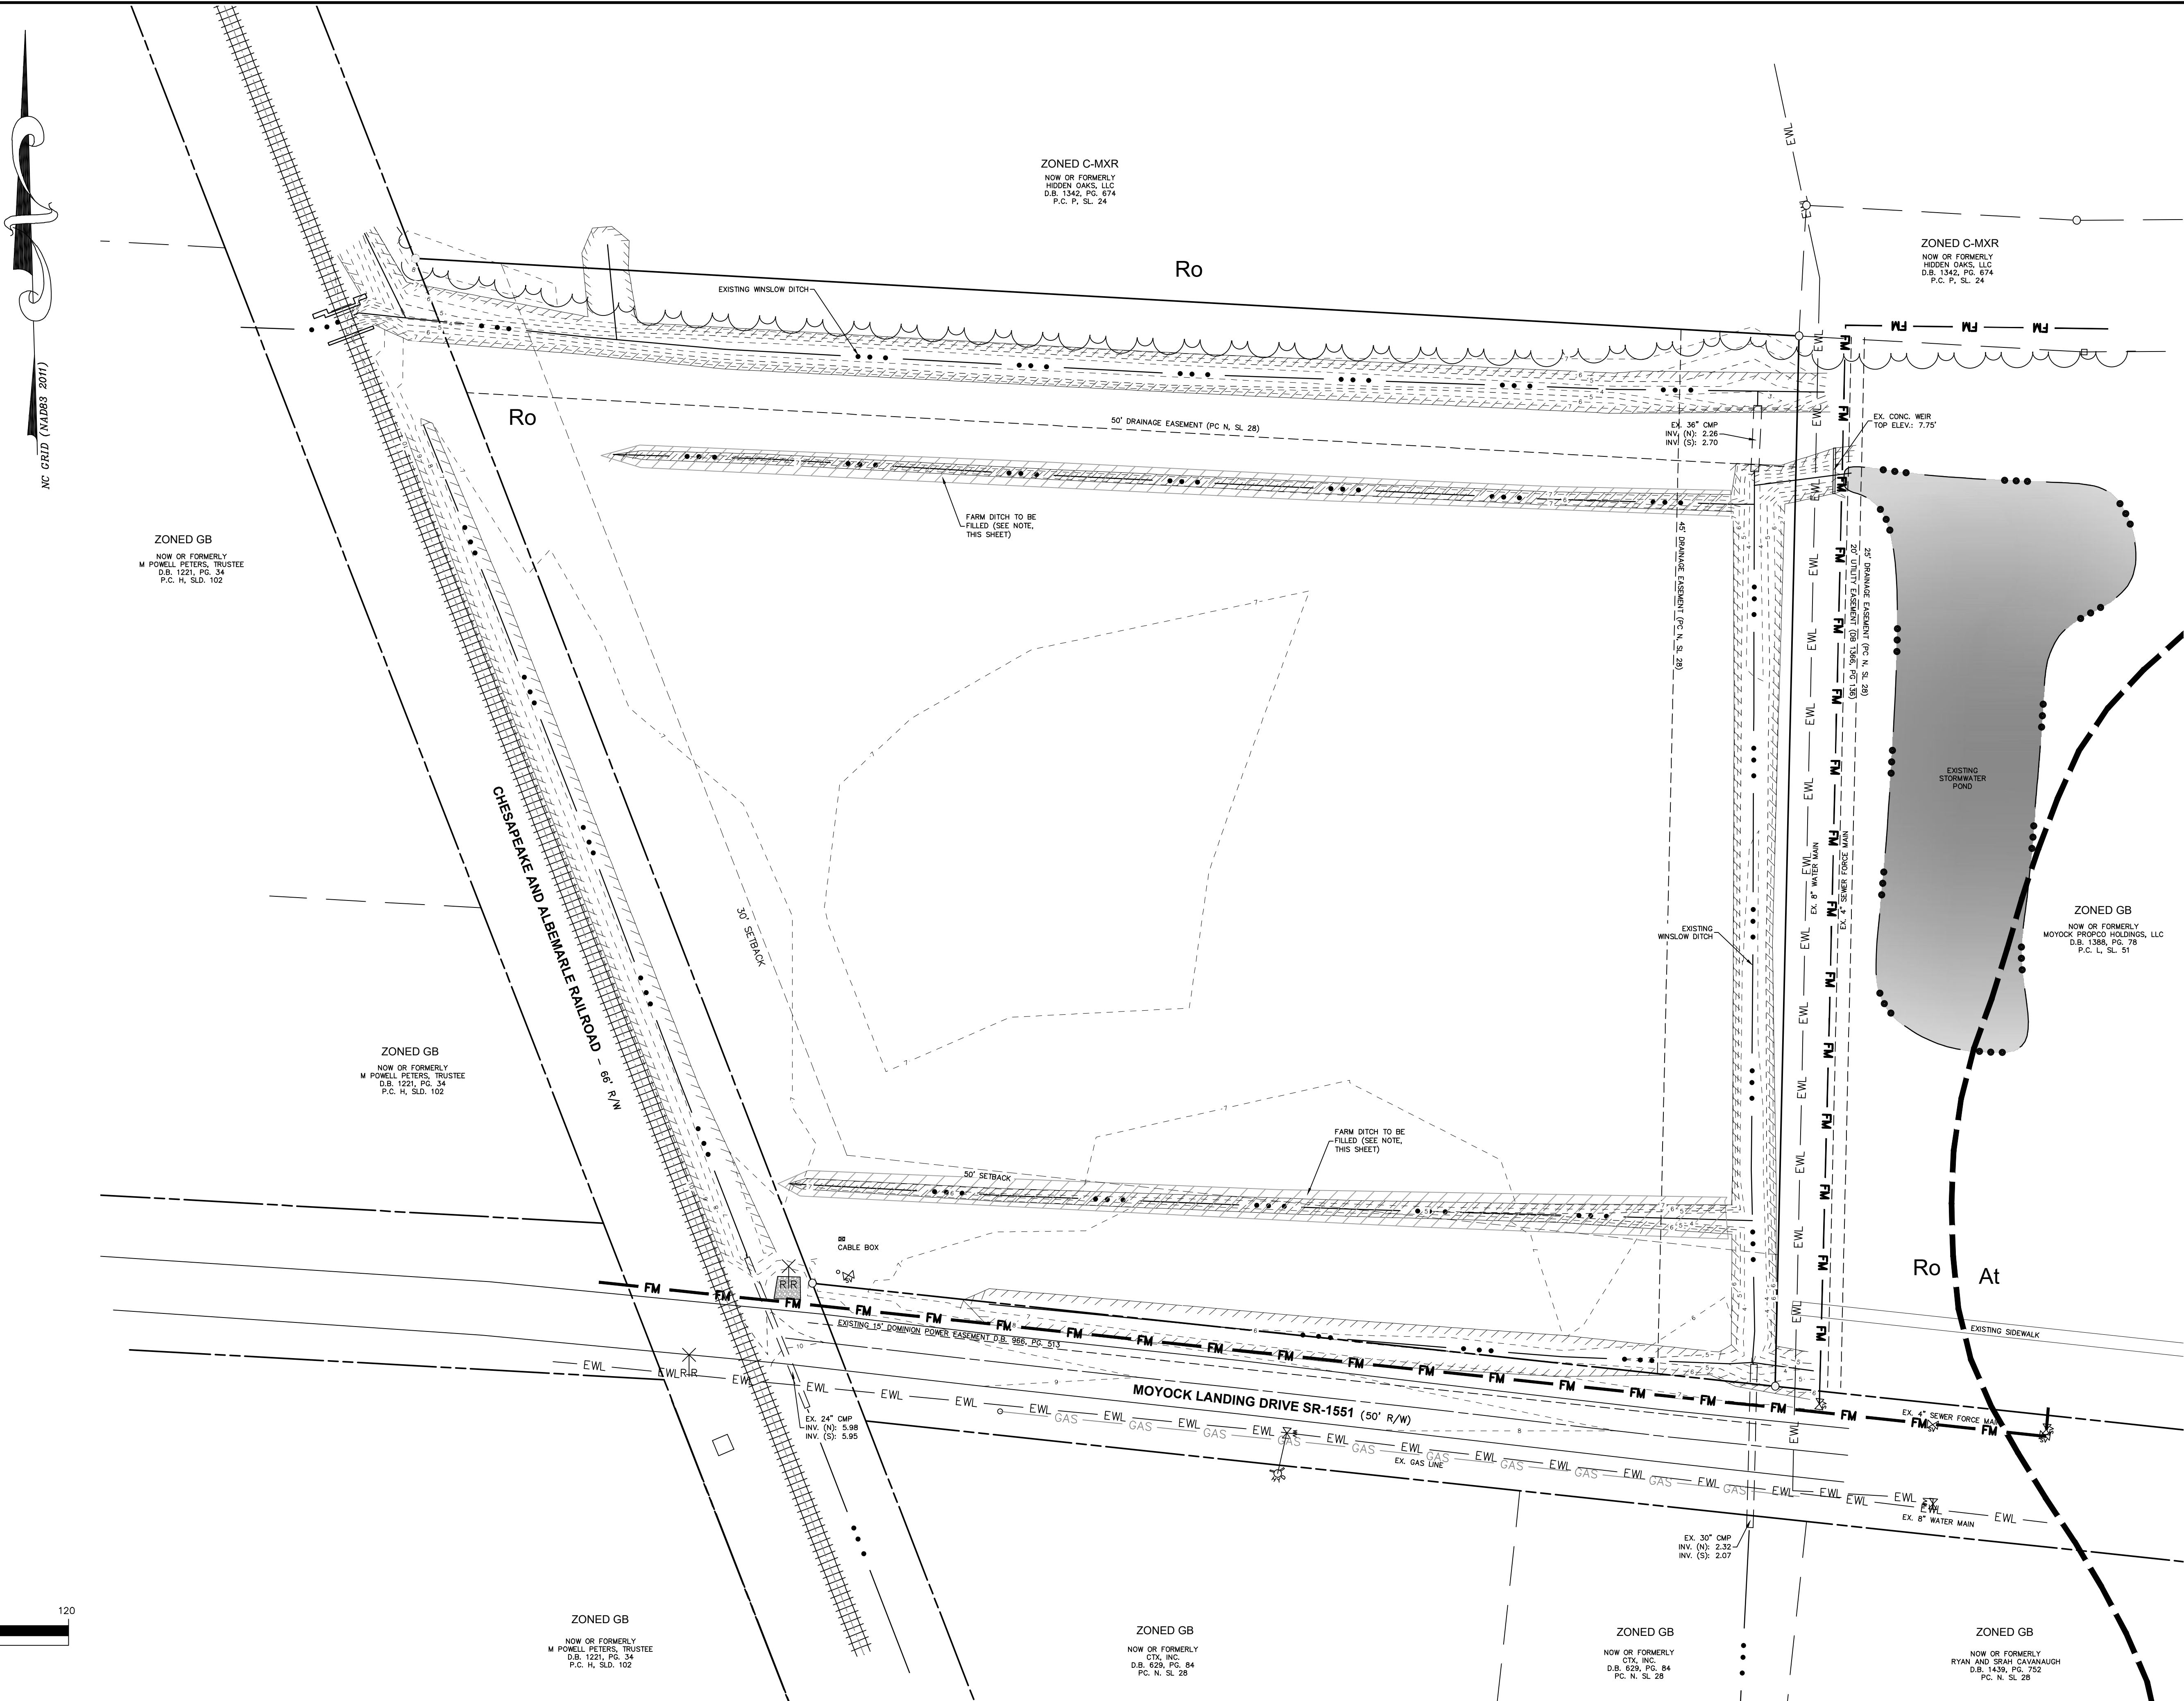 ZONED C-MXR
NOW OR FORMERLY
HIDDEN OAKS, LLC
D.B. 1342, PG. 674
P.C. P, SL. 24
ZONED C-MXR
NOW OR FORMERLY
HIDDEN OAKS, LLC
D.B. 1342, PG. 674
P.C. P, SL. 24
Ro
EXISTING WINSLOW DITCH
NC GRID (NAD83 2011)
Ro
50' DRAINAGE EASEMENT (PC N, SL 28)
EX. 36" CMP
INV. (N): 2.26
INV. (S): 2.70
EX. CONC. WEIR
TOP ELEV.: 7.75'
FARM DITCH TO BE
FILLED (SEE NOTE,
THIS SHEET)
ZONED GB
NOW OR FORMERLY
M POWELL PETERS, TRUSTEE
D.B. 1221, PG. 34
P.C. H, SLD. 102
45' DRAINAGE EASEMENT (PC N, SL 28)
20' UTILITY EASEMENT (DB 1366, PG 136)
25' DRAINAGE EASEMENT (PC N, SL 28)
EXISTING
STORMWATER
POND
CHESAPEAKE AND ALBEMARLE RAILROAD - 66' R/W
30' SETBACK
EX. 8" WATER MAIN
EX. 4" SEWER FORCE MAIN
EXISTING
WINSLOW DITCH
ZONED GB
NOW OR FORMERLY
MOYOCK PROPCO HOLDINGS, LLC
D.B. 1388, PG. 78
P.C. L, SL. 51
ZONED GB
NOW OR FORMERLY
M POWELL PETERS, TRUSTEE
D.B. 1221, PG. 34
P.C. H, SLD. 102
FARM DITCH TO BE
FILLED (SEE NOTE,
THIS SHEET)
50' SETBACK
CABLE BOX
Ro
At
RR
EXISTING 15' DOMINION POWER EASEMENT D.B. 966, PG. 513
EXISTING SIDEWALK
MOYOCK LANDING DRIVE SR-1551 (50' R/W)
EX. 24" CMP
INV. (N): 5.98
INV. (S): 5.95
EX. 4" SEWER FORCE MAIN
EX. GAS LINE
EX. 8" WATER MAIN
EX. 30" CMP
INV. (N): 2.32
INV. (S): 2.07
120
ZONED GB
NOW OR FORMERLY
M POWELL PETERS, TRUSTEE
D.B. 1221, PG. 34
P.C. H, SLD. 102
ZONED GB
NOW OR FORMERLY
CTX, INC.
D.B. 629, PG. 84
PC. N. SL 28
ZONED GB
NOW OR FORMERLY
CTX, INC.
D.B. 629, PG. 84
PC. N. SL 28
ZONED GB
NOW OR FORMERLY
RYAN AND SRAH CAVANAUGH
D.B. 1439, PG. 752
PC. N. SL 28